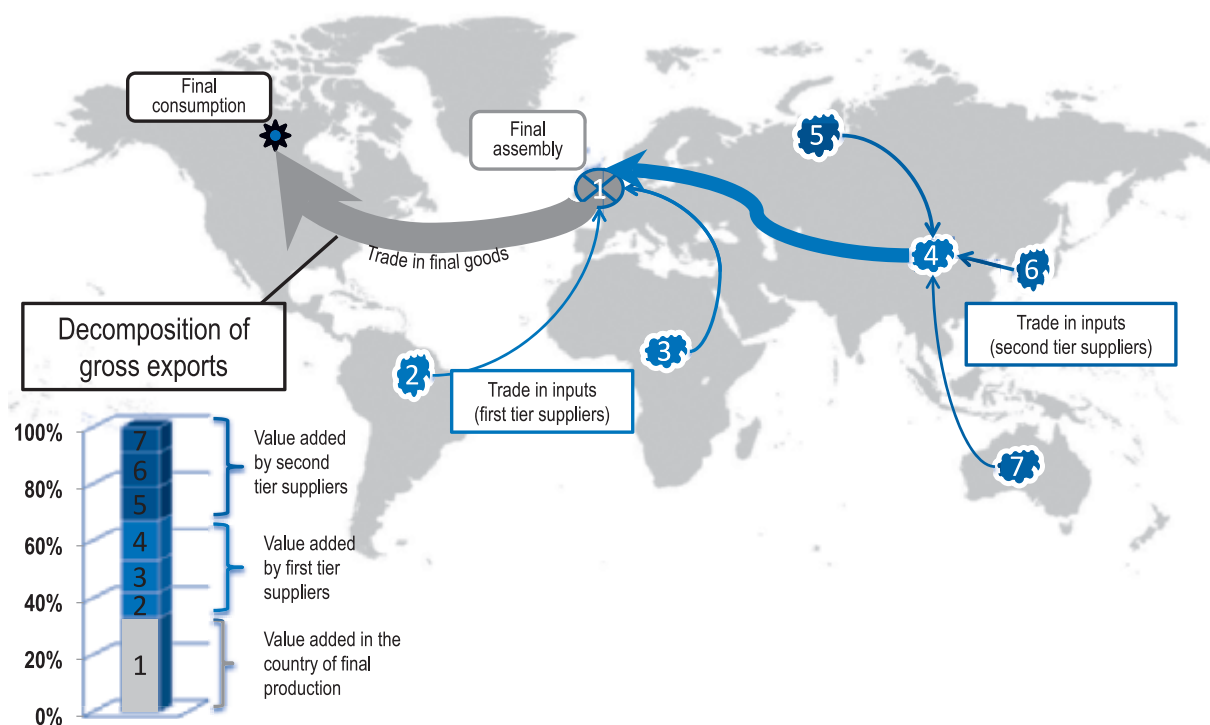 Final
consumption
Final
assembly
1
5
4
6
Trade in final goods
Trade in inputs
(second tier suppliers)
Decomposition of
gross exports
3
2
Trade in inputs
(first tier suppliers)
7
100%
80%
60%
40%
20%
0%
7
6
5
4
3
2
1
Value added
by second
tier suppliers
Value added
by first tier
suppliers
Value added in the
country of final
production